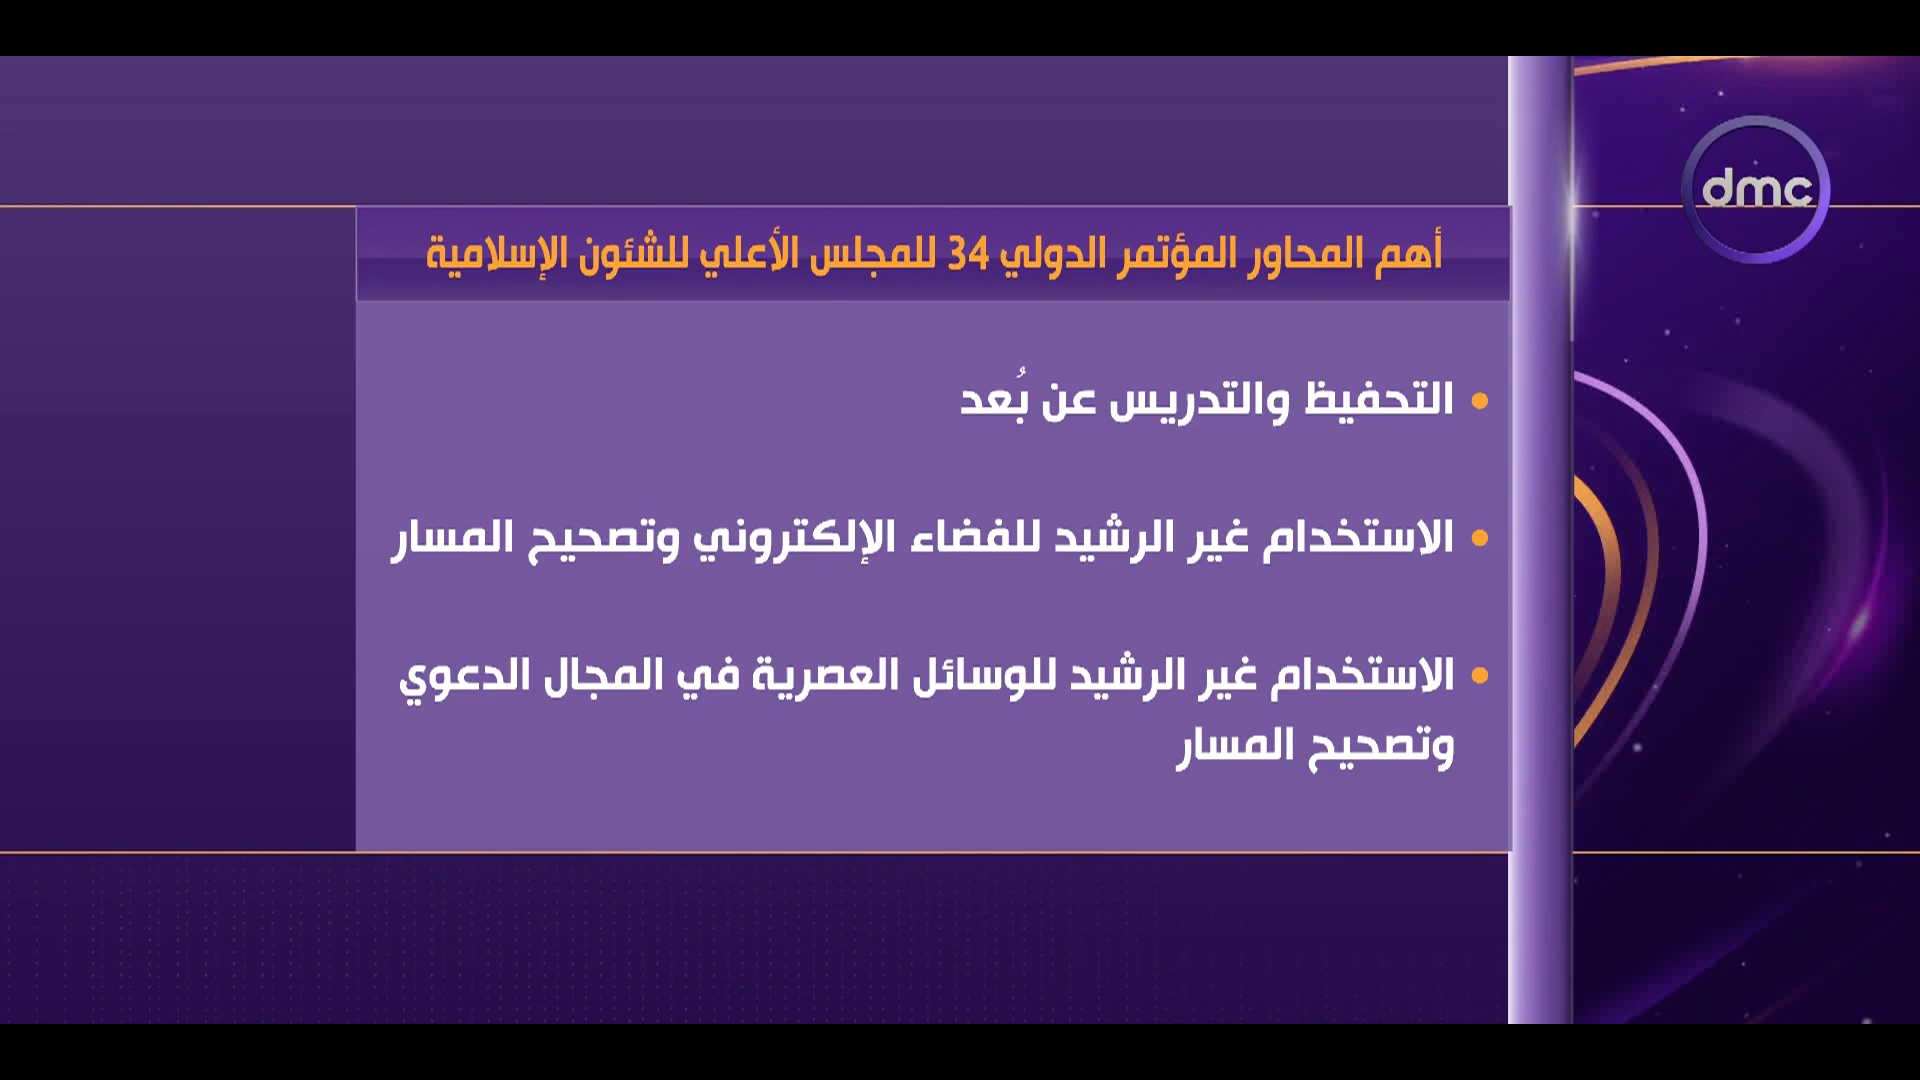 dmc
أهم المحاور المؤتمر الدولي 34 للمجلس الأعلي للشئون الإسلامية
• التحفيظ والتدريس عن بُعد
• الاستخدام غير الرشيد للفضاء الإلكتروني وتصحيح المسار
• الاستخدام غير الرشيد للوسائل العصرية في المجال الدعوي
وتصحيح المسار